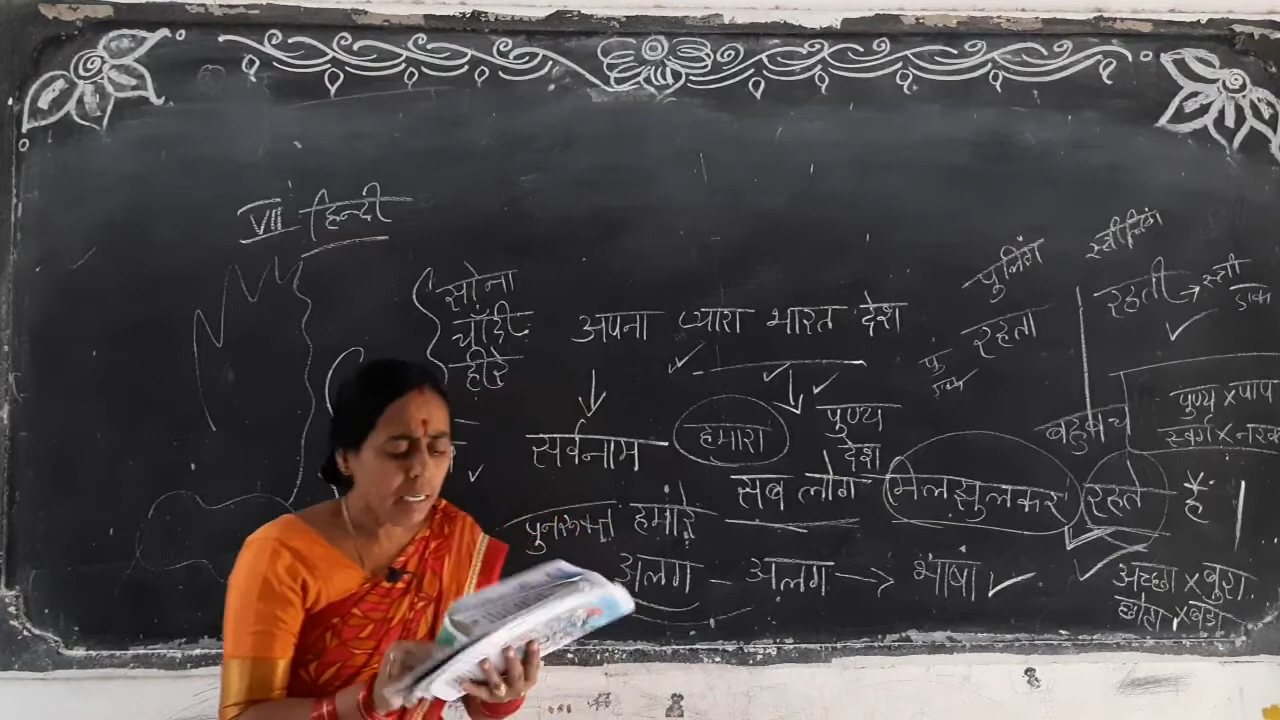 VII हिन्दी
सोना
चाँदी
हीरे
अपना प्यारा भारत देश
सर्वनाम — हमारा
पुण्य
देश
सब लोग मिलजुलकर रहते हैं |
पुनरूक्त हमारे
अलग - अलग → भाषा
पुलिंग
रहता
पु
स्त्रीलिंग
रहती → स्त्री
बहुवच
पुण्य × पाप
स्वर्ग × नरक
अच्छा × बुरा
छोटा × बड़ा